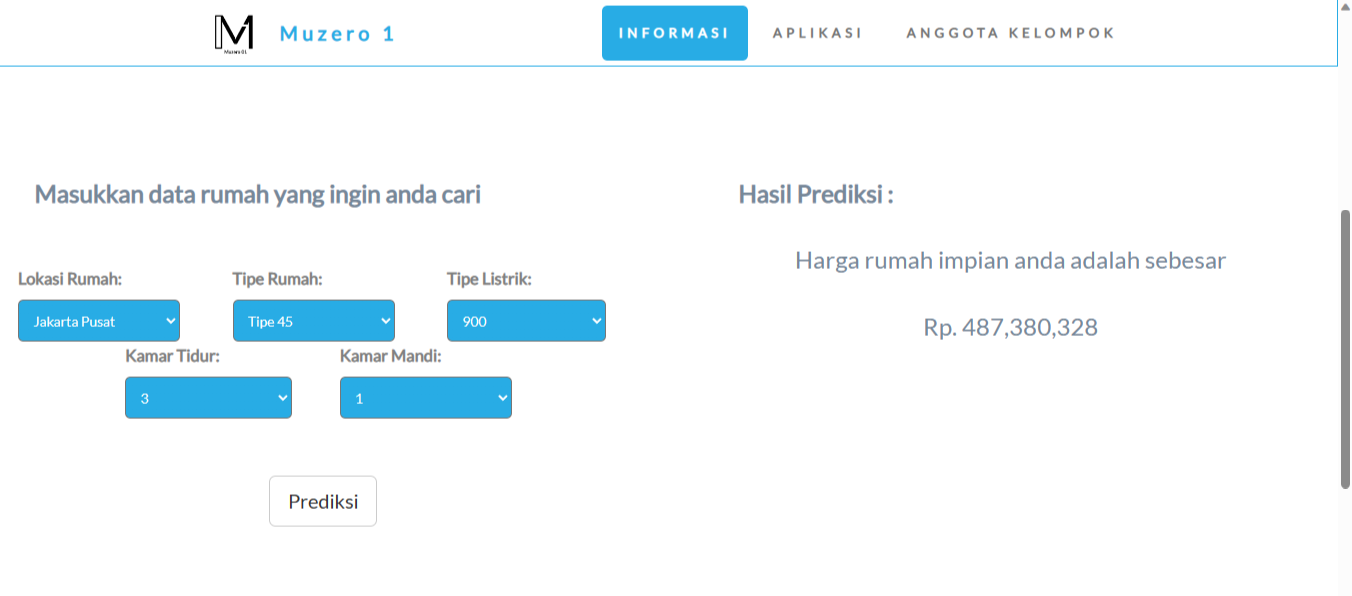 Muzero 01
Muzero 1
INFORMASI
APLIKASI
ANGGOTA KELOMPOK
Masukkan data rumah yang ingin anda cari
Lokasi Rumah:
Tipe Rumah:
Tipe Listrik:
Jakarta Pusat
Tipe 45
900
Kamar Tidur:
Kamar Mandi:
3
1
Prediksi
Hasil Prediksi :
Harga rumah impian anda adalah sebesar
Rp. 487,380,328